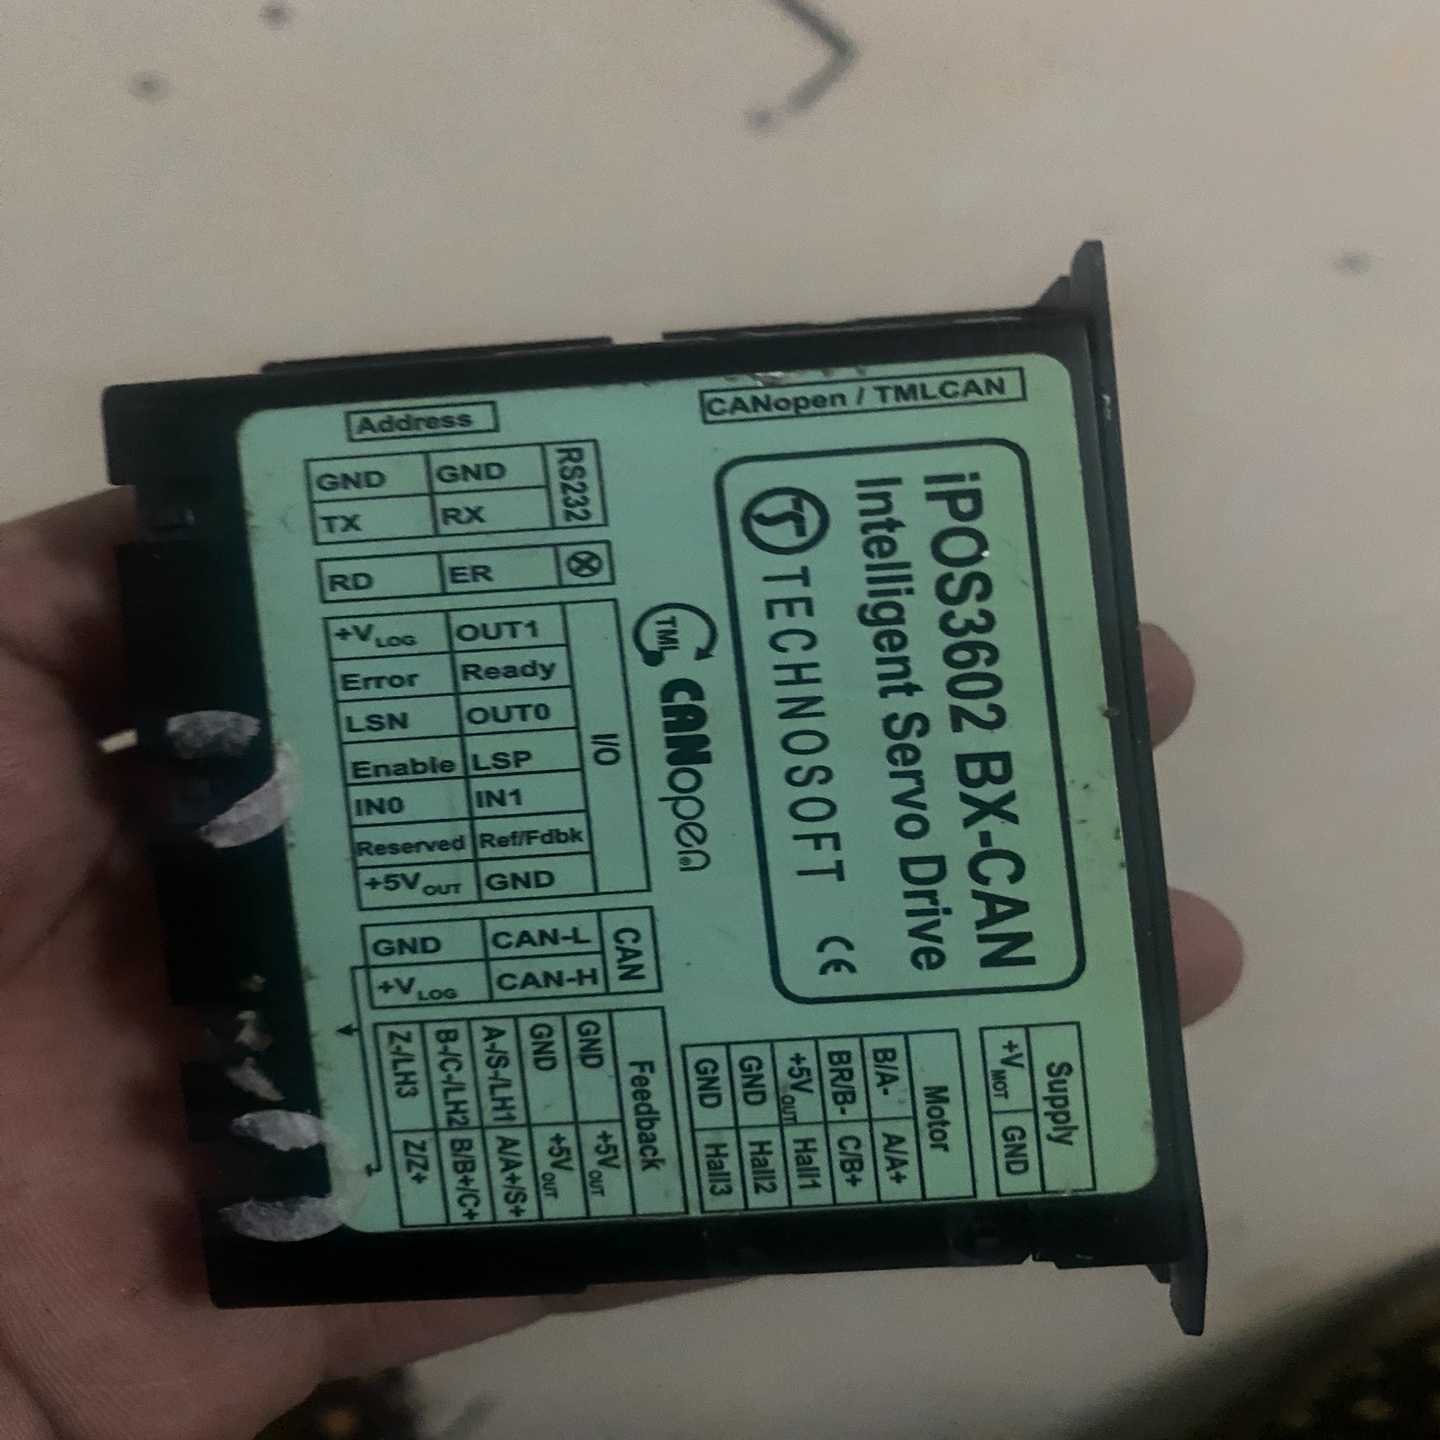 CANopen / TMLCAN
iPOS3602 BX-CAN
Intelligent Servo Drive
TECHNOSOFT CE
TML CANopen®
Address
RS232
GND GND
TX RX
RD ER
I/O
+VLOG OUT1
Error Ready
LSN OUT0
Enable LSP
IN0 IN1
Reserved Ref/Fdbk
+5VOUT GND
CAN
GND CAN-L
+VLOG CAN-H
Supply
+VMOT GND
Motor
B/A- A/A+
BR/B- C/B+
+5VOUT Hall1
GND Hall2
GND Hall3
Feedback
GND +5VOUT
GND +5VOUT
A-/S-/LH1 A/A+/S+
B-/C-/LH2 B/B+/C+
Z-/LH3 Z/Z+